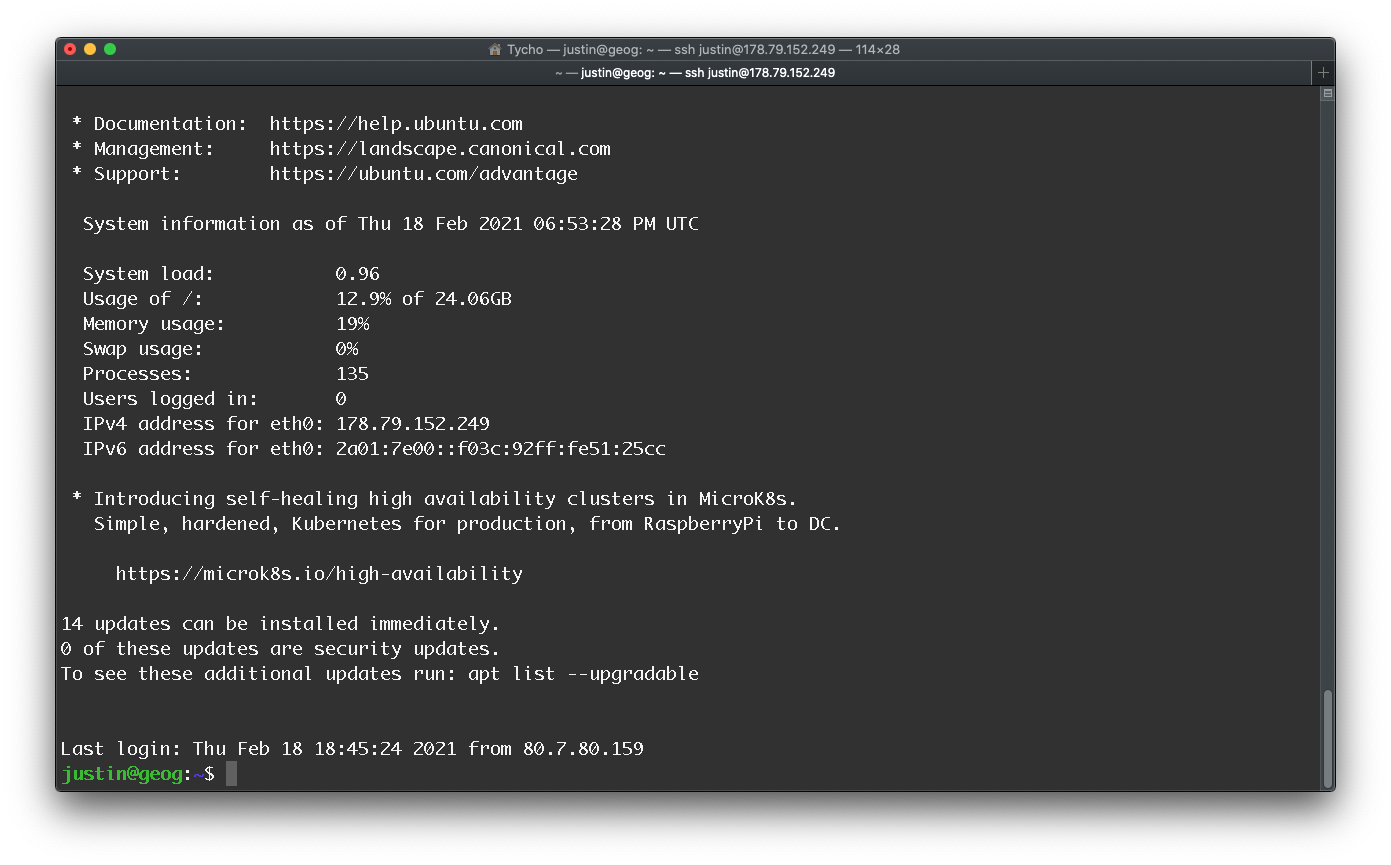 Tycho — justin@geog: ~ — ssh justin@178.79.152.249 — 114×28
~ — justin@geog: ~ — ssh justin@178.79.152.249
* Documentation:  https://help.ubuntu.com
* Management:     https://landscape.canonical.com
* Support:        https://ubuntu.com/advantage
System information as of Thu 18 Feb 2021 06:53:28 PM UTC
System load:           0.96
Usage of /:            12.9% of 24.06GB
Memory usage:          19%
Swap usage:            0%
Processes:             135
Users logged in:       0
IPv4 address for eth0: 178.79.152.249
IPv6 address for eth0: 2a01:7e00::f03c:92ff:fe51:25cc
* Introducing self-healing high availability clusters in MicroK8s.
Simple, hardened, Kubernetes for production, from RaspberryPi to DC.
https://microk8s.io/high-availability
14 updates can be installed immediately.
0 of these updates are security updates.
To see these additional updates run: apt list --upgradable
Last login: Thu Feb 18 18:45:24 2021 from 80.7.80.159
justin@geog:~$